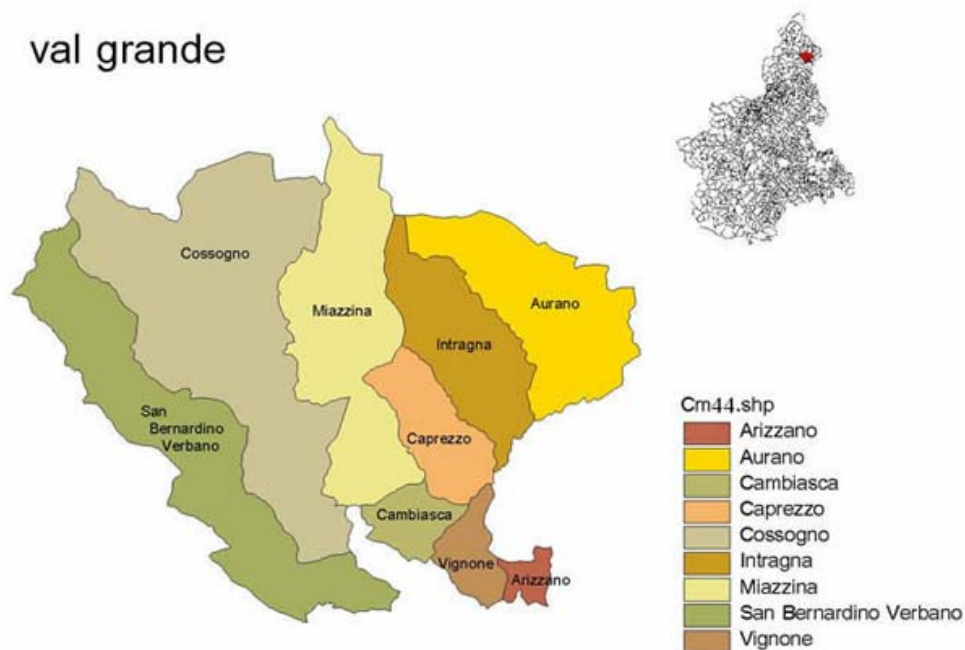 val grande
Cossogno
Miazzina
Aurano
Intragna
San
Bernardino
Verbano
Caprezzo
Cambiasca
Vignone
Arizzano
Cm44.shp
Arizzano
Aurano
Cambiasca
Caprezzo
Cossogno
Intragna
Miazzina
San Bernardino Verbano
Vignone